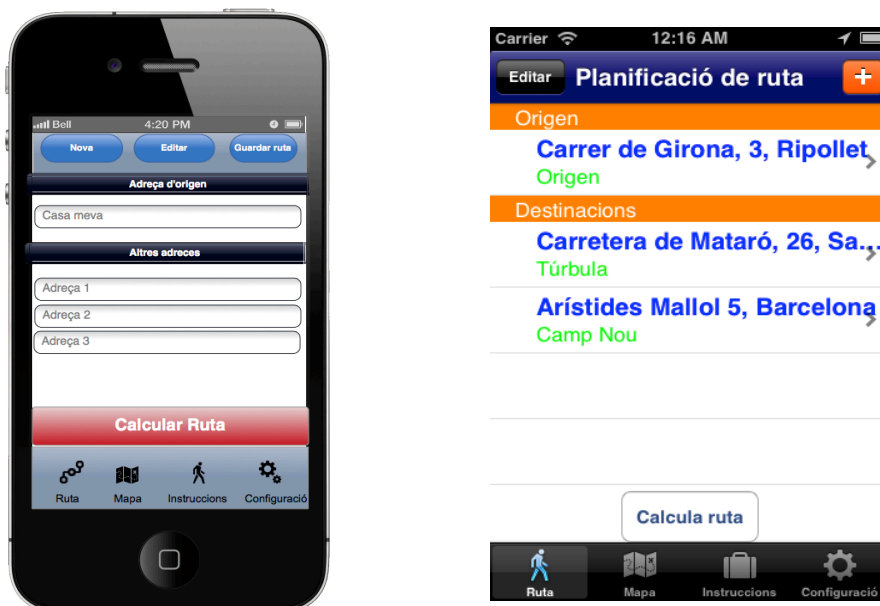 Bell 4:20 PM
Nova Editar Guardar ruta
Adreça d'origen
Casa meva
Altres adreces
Adreça 1
Adreça 2
Adreça 3
Calcular Ruta
Ruta Mapa Instruccions Configuració
Carrier 12:16 AM
Editar Planificació de ruta +
Origen
Carrer de Girona, 3, Ripollet
Origen
Destinacions
Carretera de Mataró, 26, Sa...
Túrbula
Arístides Mallol 5, Barcelona
Camp Nou
Calcula ruta
Ruta Mapa Instruccions Configuració